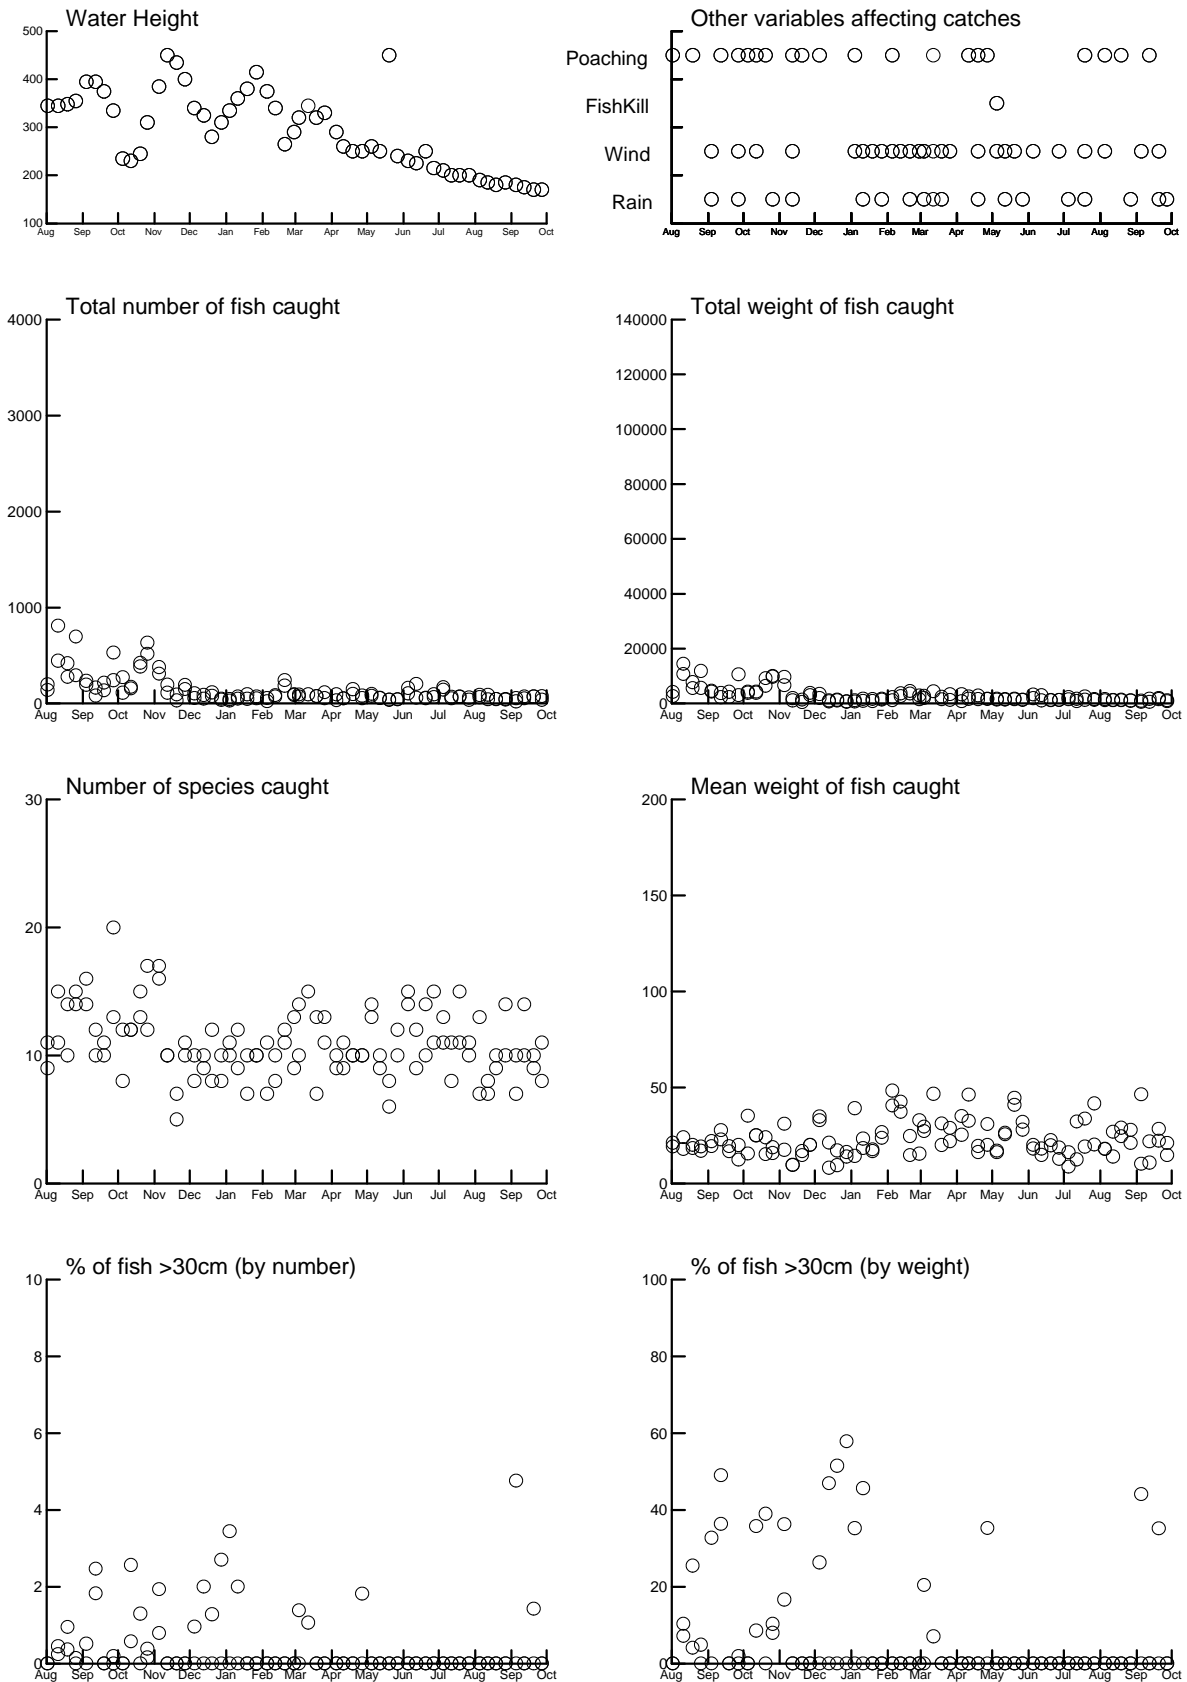 Water Height
500
400
300
200
100
Aug Sep Oct Nov Dec Jan Feb Mar Apr May Jun Jul Aug Sep Oct
Other variables affecting catches
Poaching
FishKill
Wind
Rain
Aug Sep Oct Nov Dec Jan Feb Mar Apr May Jun Jul Aug Sep Oct
Total number of fish caught
4000
3000
2000
1000
0
Aug Sep Oct Nov Dec Jan Feb Mar Apr May Jun Jul Aug Sep Oct
Total weight of fish caught
140000
120000
100000
80000
60000
40000
20000
0
Aug Sep Oct Nov Dec Jan Feb Mar Apr May Jun Jul Aug Sep Oct
Number of species caught
30
20
10
0
Aug Sep Oct Nov Dec Jan Feb Mar Apr May Jun Jul Aug Sep Oct
Mean weight of fish caught
200
150
100
50
0
Aug Sep Oct Nov Dec Jan Feb Mar Apr May Jun Jul Aug Sep Oct
% of fish >30cm (by number)
10
8
6
4
2
0
Aug Sep Oct Nov Dec Jan Feb Mar Apr May Jun Jul Aug Sep Oct
% of fish >30cm (by weight)
100
80
60
40
20
0
Aug Sep Oct Nov Dec Jan Feb Mar Apr May Jun Jul Aug Sep Oct